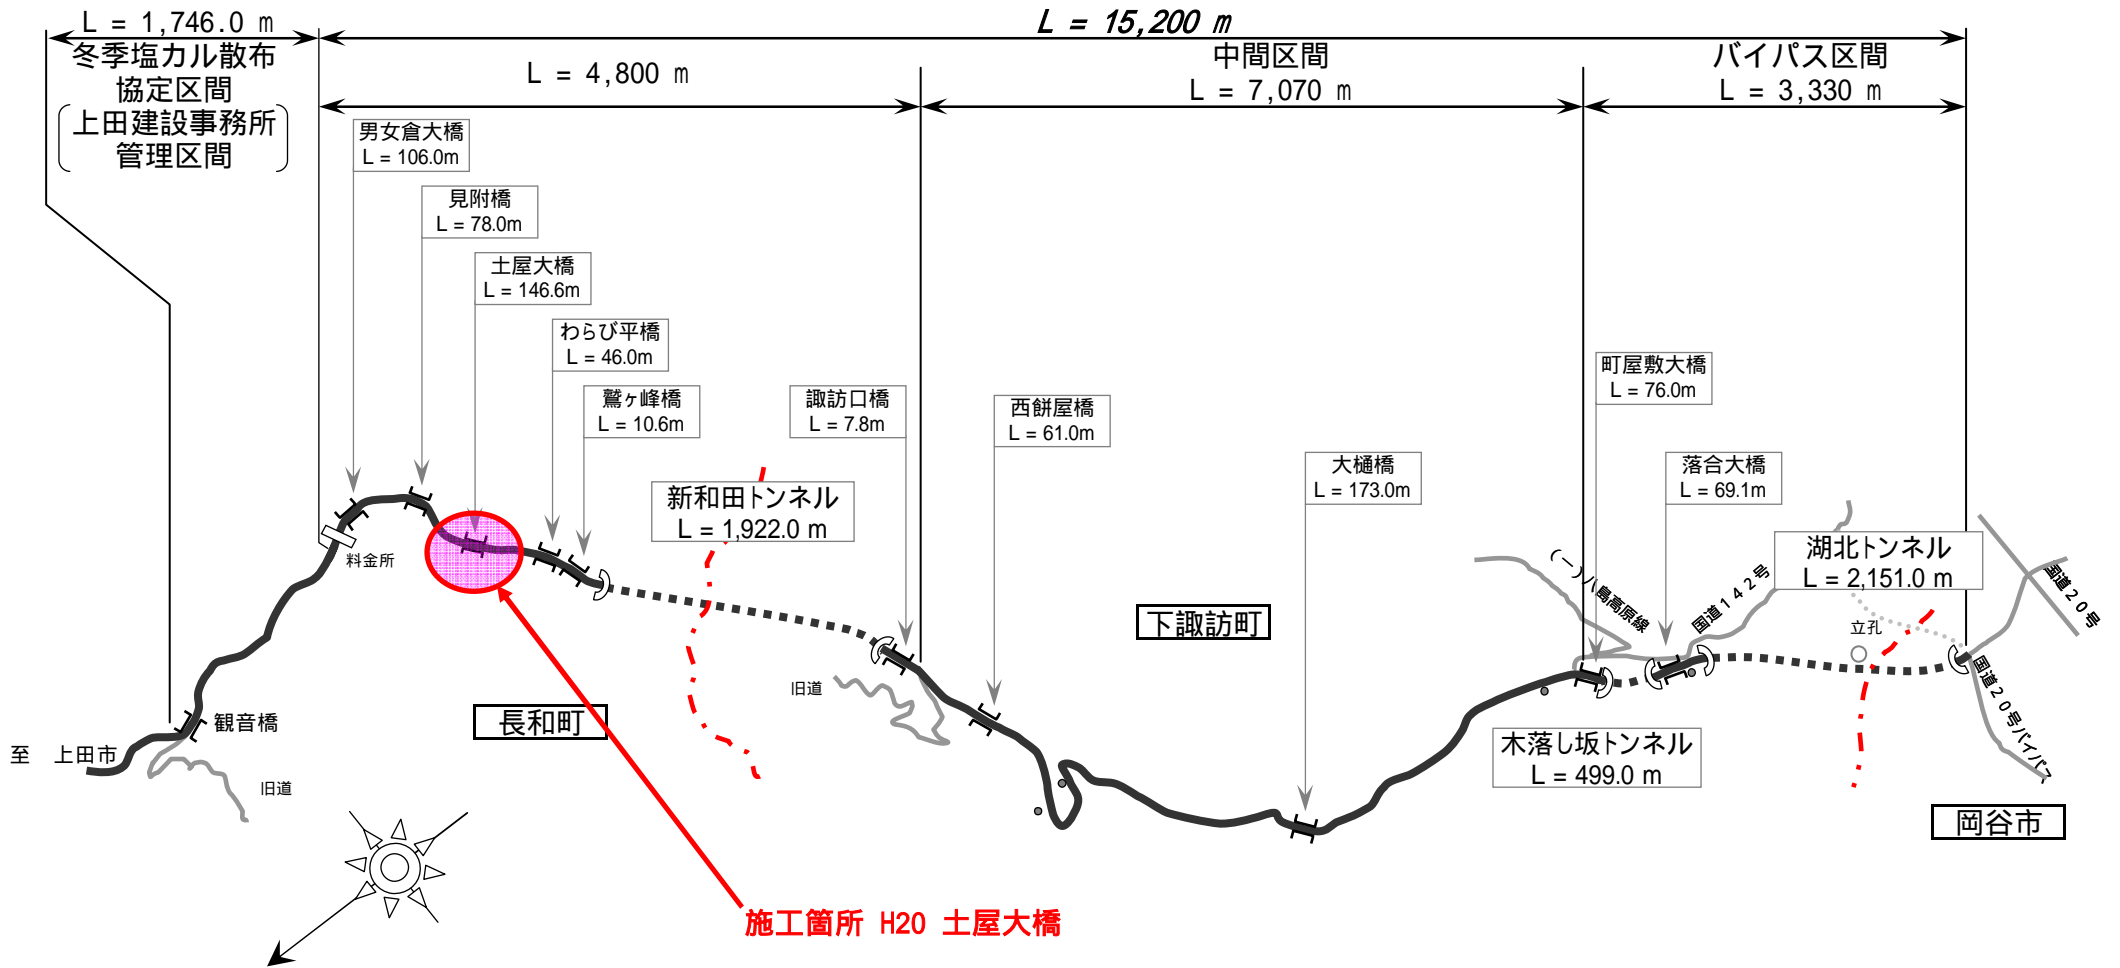 L = 1,746.0 m
冬季塩カル散布
協定区間
上田建設事務所
管理区間
L = 15,200 m
L = 4,800 m
中間区間
L = 7,070 m
バイパス区間
L = 3,330 m
男女倉大橋
L = 106.0m
見附橋
L = 78.0m
土屋大橋
L = 146.6m
わらび平橋
L = 46.0m
鷲ヶ峰橋
L = 10.6m
新和田トンネル
L = 1,922.0 m
諏訪口橋
L = 7.8m
西餅屋橋
L = 61.0m
大樋橋
L = 173.0m
町屋敷大橋
L = 76.0m
落合大橋
L = 69.1m
湖北トンネル
L = 2,151.0 m
料金所
(一)八島高原線
国道142号
国道20号
立孔
下諏訪町
旧道
国道20号バイパス
長和町
観音橋
至 上田市
旧道
木落し坂トンネル
L = 499.0 m
岡谷市
施工箇所 H20 土屋大橋